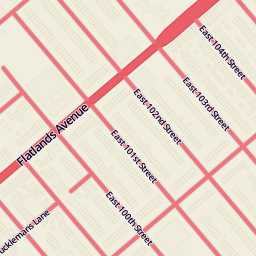 East 104th Street
East 103rd Street
East 102nd Street
Flatlands Avenue
East 101st Street
East 100th Street
ucklemans Lane